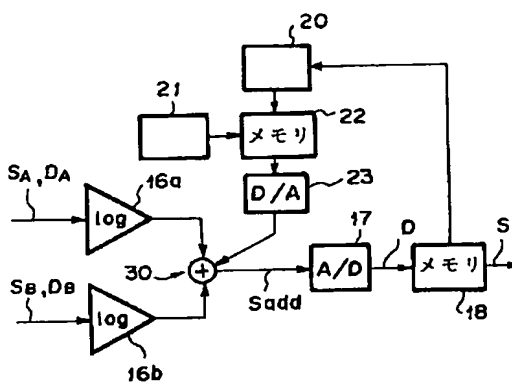 20
21
メモリ
22
SA, DA
16a
log
D/A
23
17
D
S
30
+
A/D
メモリ
Sadd
18
SB, DB
log
16b